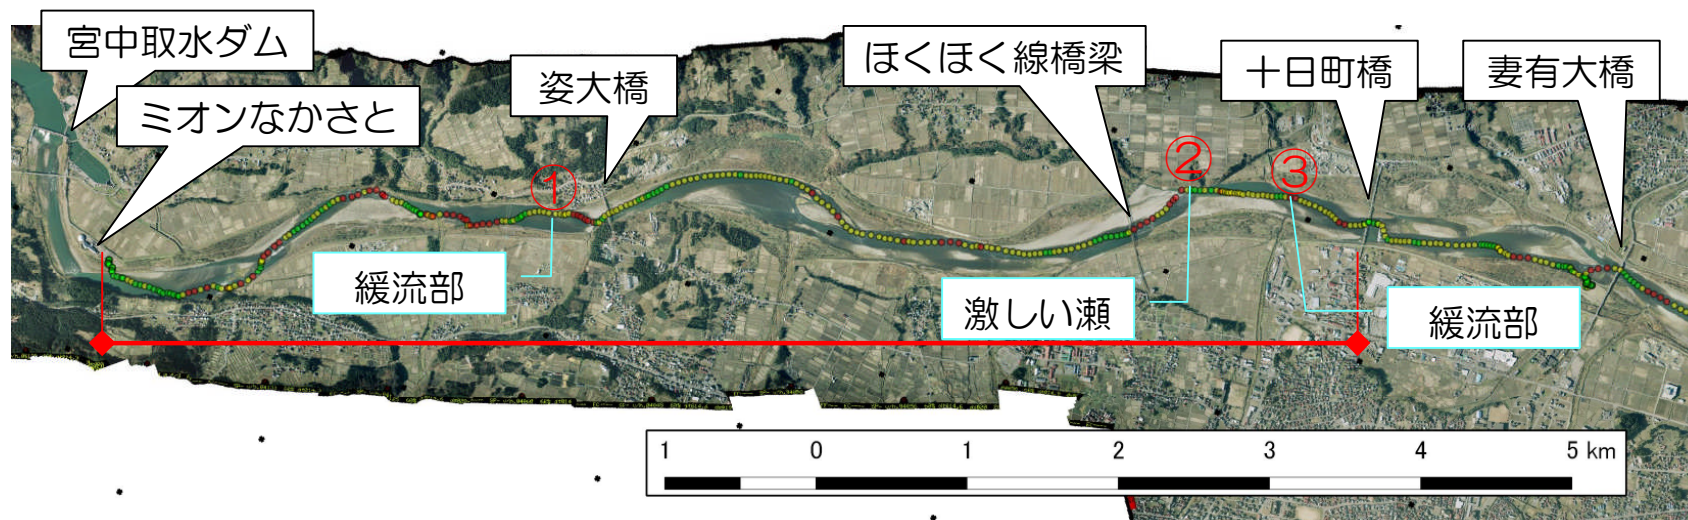 宮中取水ダム
ミオンなかさと
姿大橋
ほくほく線橋梁
十日町橋
妻有大橋
①
②
③
緩流部
激しい瀬
緩流部
1 0 1 2 3 4 5 km